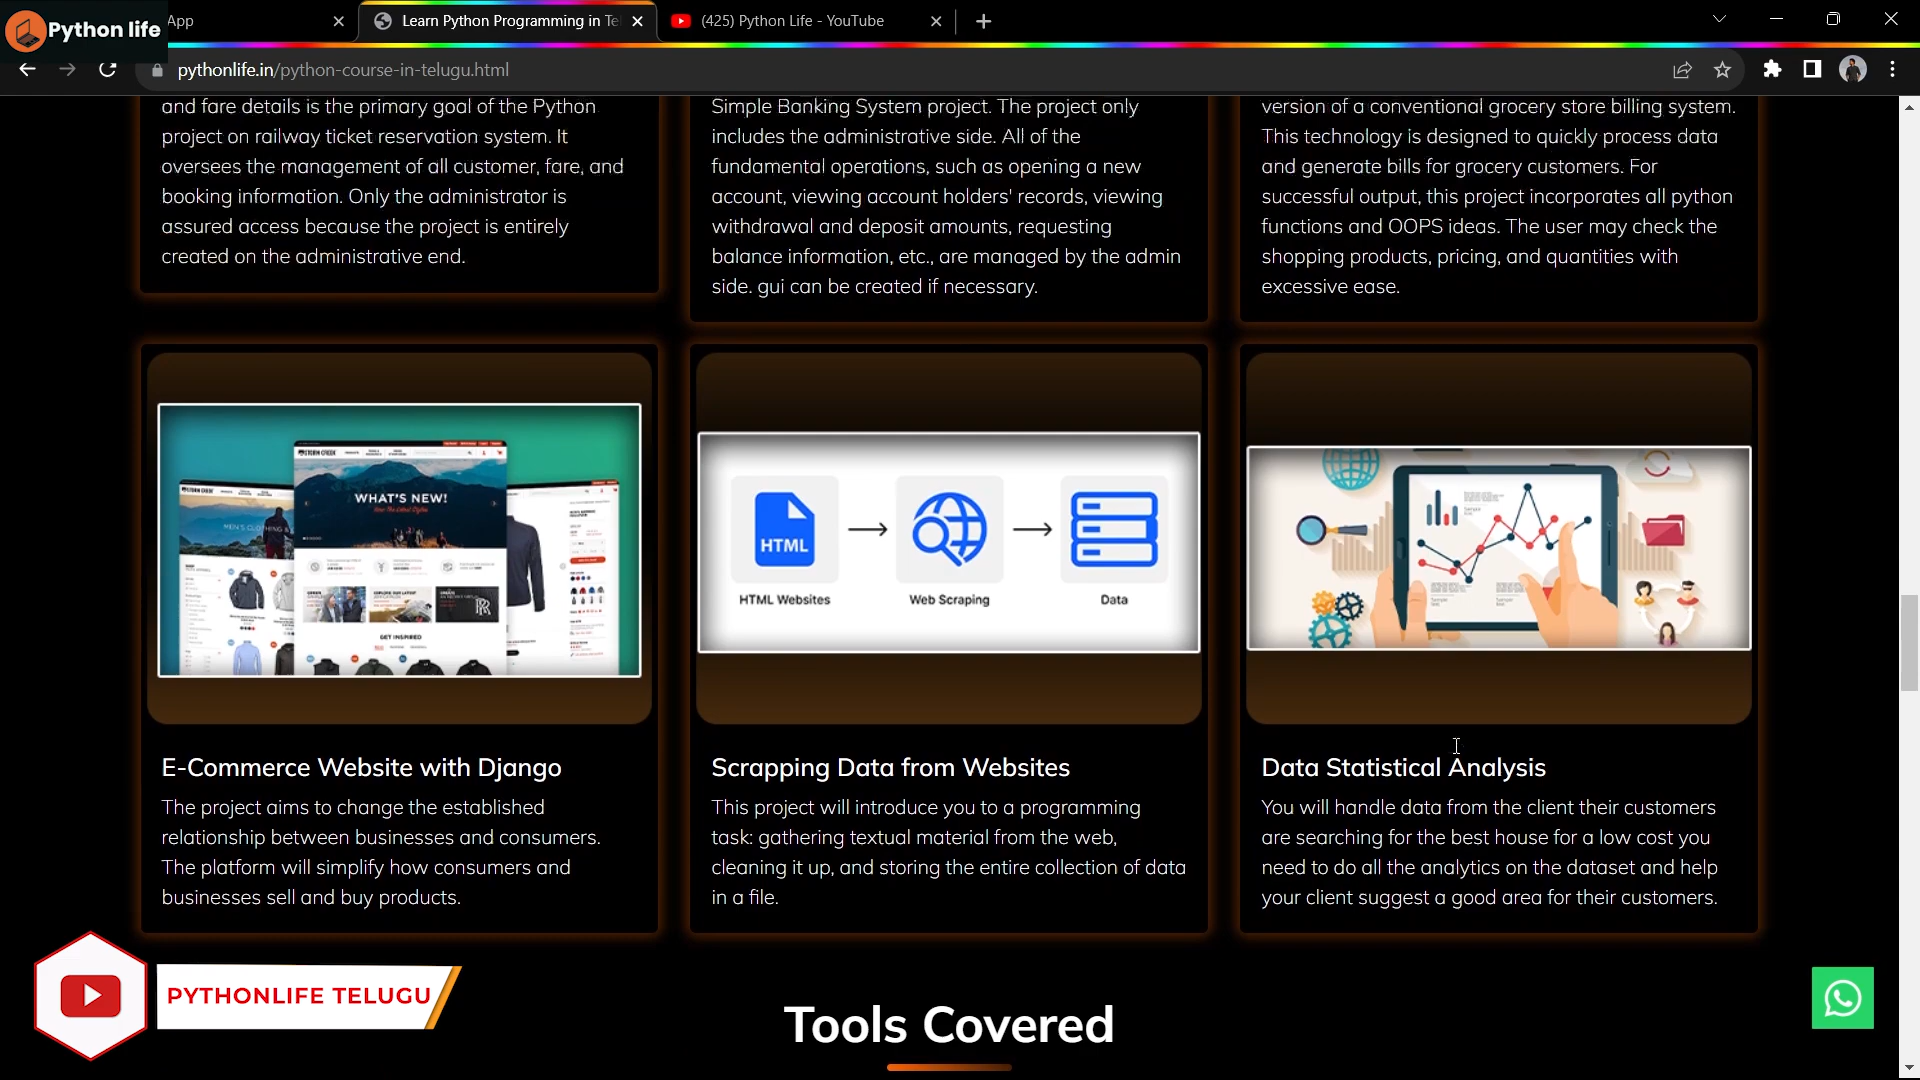 Python life
App
Learn Python Programming in Te
(425) Python Life - YouTube
pythonlife.in/python-course-in-telugu.html
and fare details is the primary goal of the Python
project on railway ticket reservation system. It
oversees the management of all customer, fare, and
booking information. Only the administrator is
assured access because the project is entirely
created on the administrative end.
Simple Banking System project. The project only
includes the administrative side. All of the
fundamental operations, such as opening a new
account, viewing account holders' records, viewing
withdrawal and deposit amounts, requesting
balance information, etc., are managed by the admin
side. gui can be created if necessary.
version of a conventional grocery store billing system.
This technology is designed to quickly process data
and generate bills for grocery customers. For
successful output, this project incorporates all python
functions and OOPS ideas. The user may check the
shopping products, pricing, and quantities with
excessive ease.
STORM CREEK
WHAT'S NEW!
MEN'S CLOTHING
GET INSPIRED
E-Commerce Website with Django
The project aims to change the established
relationship between businesses and consumers.
The platform will simplify how consumers and
businesses sell and buy products.
HTML
HTML Websites
Web Scraping
Data
Scrapping Data from Websites
This project will introduce you to a programming
task: gathering textual material from the web,
cleaning it up, and storing the entire collection of data
in a file.
Data Statistical Analysis
You will handle data from the client their customers
are searching for the best house for a low cost you
need to do all the analytics on the dataset and help
your client suggest a good area for their customers.
PYTHONLIFE TELUGU
Tools Covered